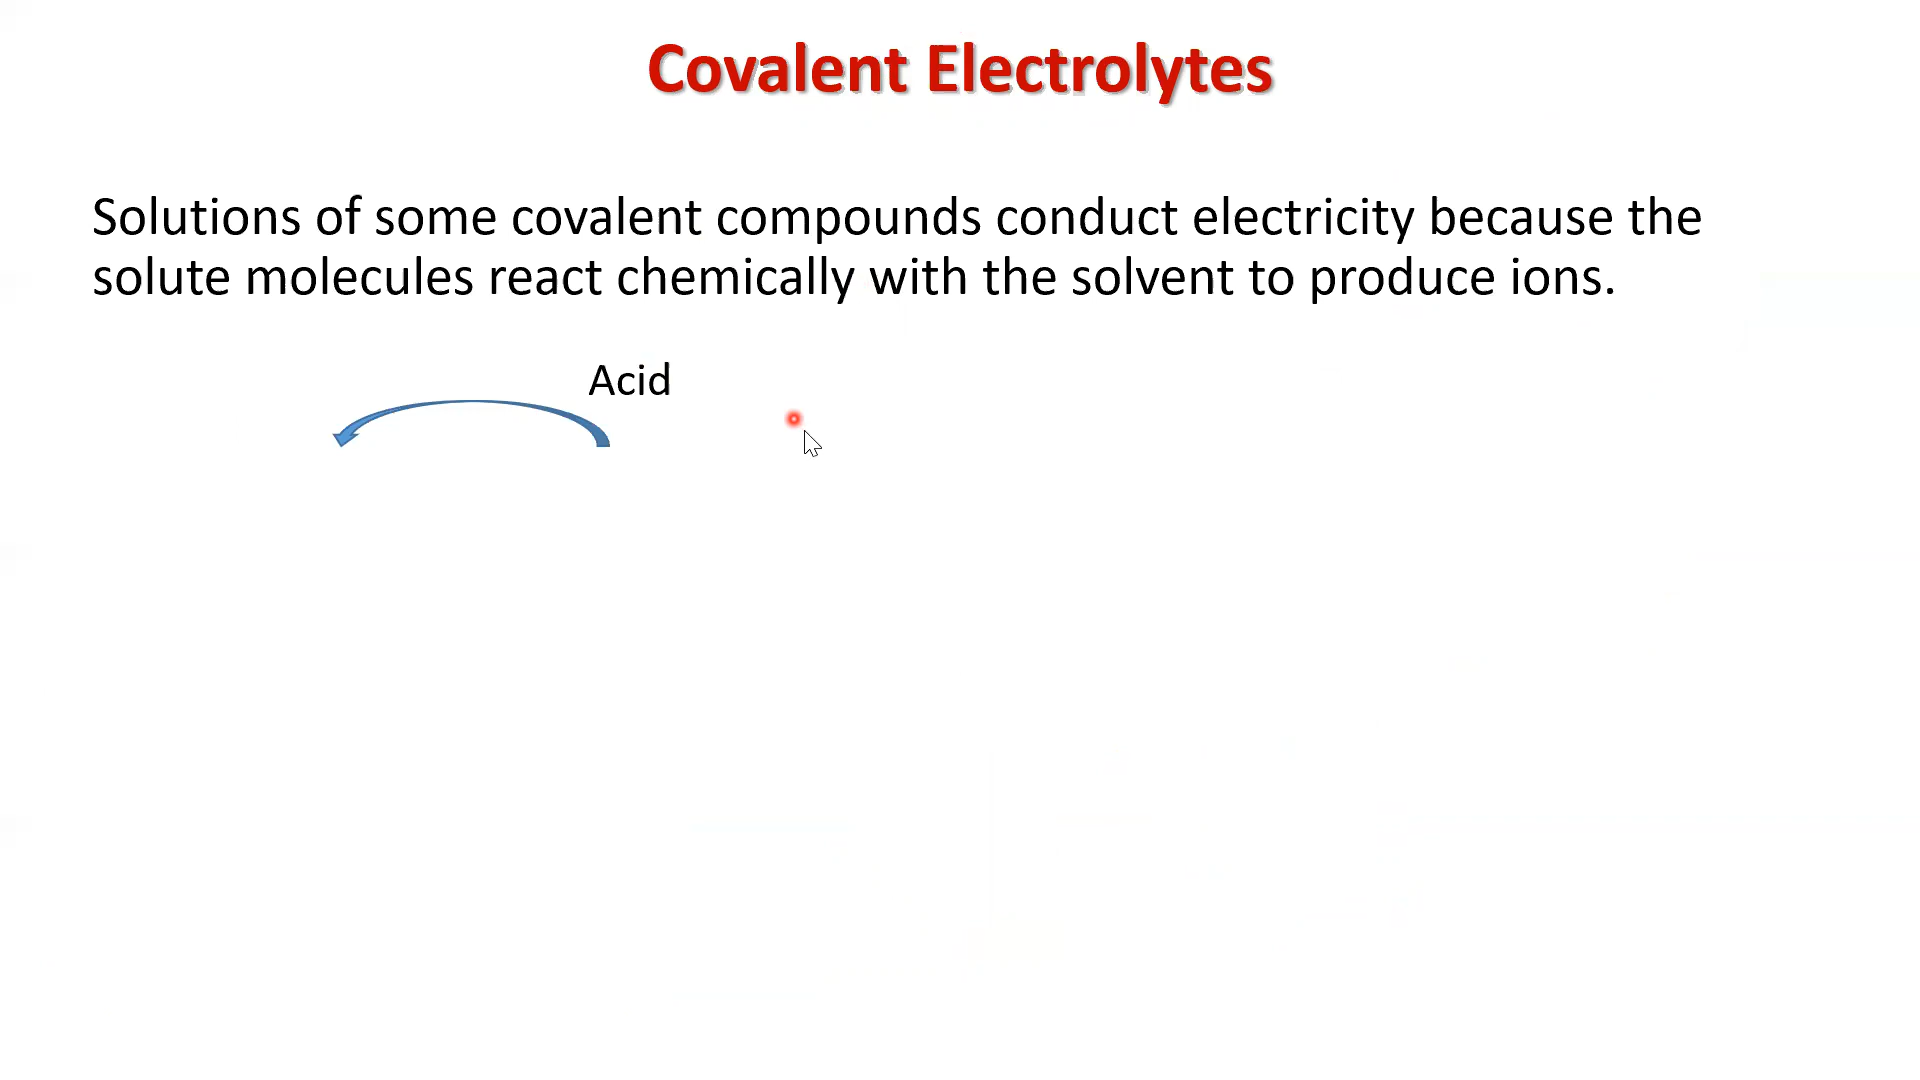 Covalent Electrolytes
Solutions of some covalent compounds conduct electricity because the
solute molecules react chemically with the solvent to produce ions.
Acid